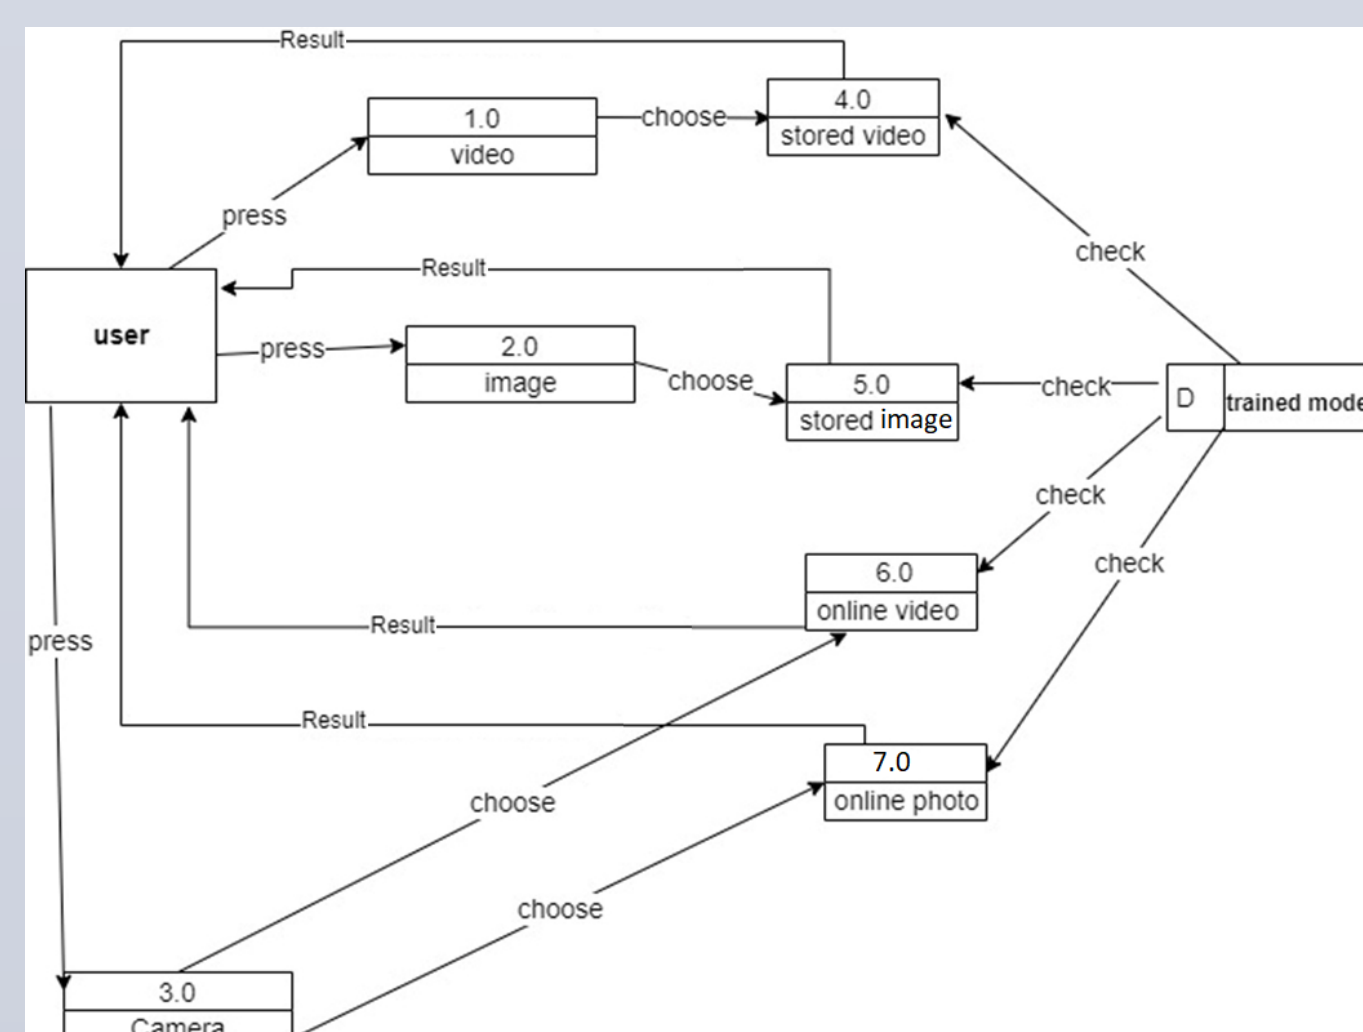 Result
1.0
video
choose
4.0
stored video
press
check
Result
user
press
2.0
image
choose
5.0
stored image
check
D
trained mode
check
check
6.0
online video
Result
press
Result
7.0
online photo
choose
choose
3.0
Camera